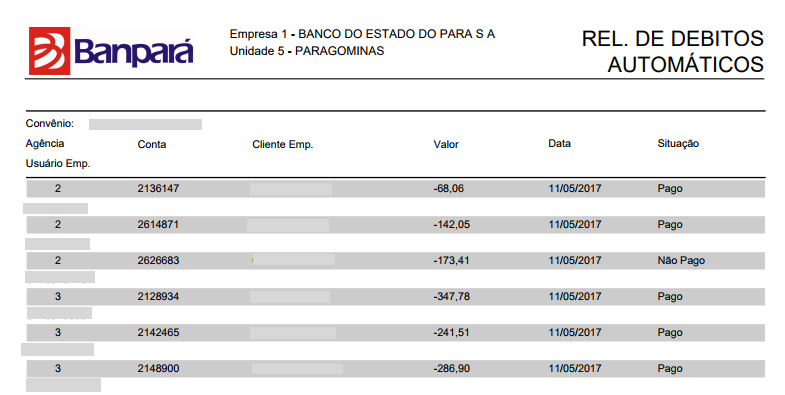 Banpará
Empresa 1 - BANCO DO ESTADO DO PARA S A
Unidade 5 - PARAGOMINAS
REL. DE DEBITOS
AUTOMÁTICOS
Convênio:
Agência Conta Cliente Emp. Valor Data Situação
Usuário Emp.
2 2136147 -68,06 11/05/2017 Pago
2 2614871 -142,05 11/05/2017 Pago
2 2626683 -173,41 11/05/2017 Não Pago
3 2128934 -347,78 11/05/2017 Pago
3 2142465 -241,51 11/05/2017 Pago
3 2148900 -286,90 11/05/2017 Pago